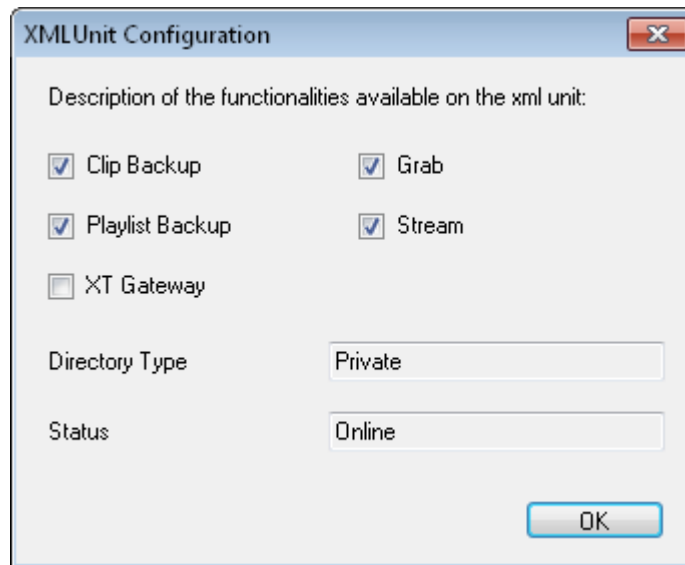 XMLUnit Configuration
Description of the functionalities available on the xml unit:
Clip Backup
Grab
Playlist Backup
Stream
XT Gateway
Directory Type
Private
Status
Online
OK